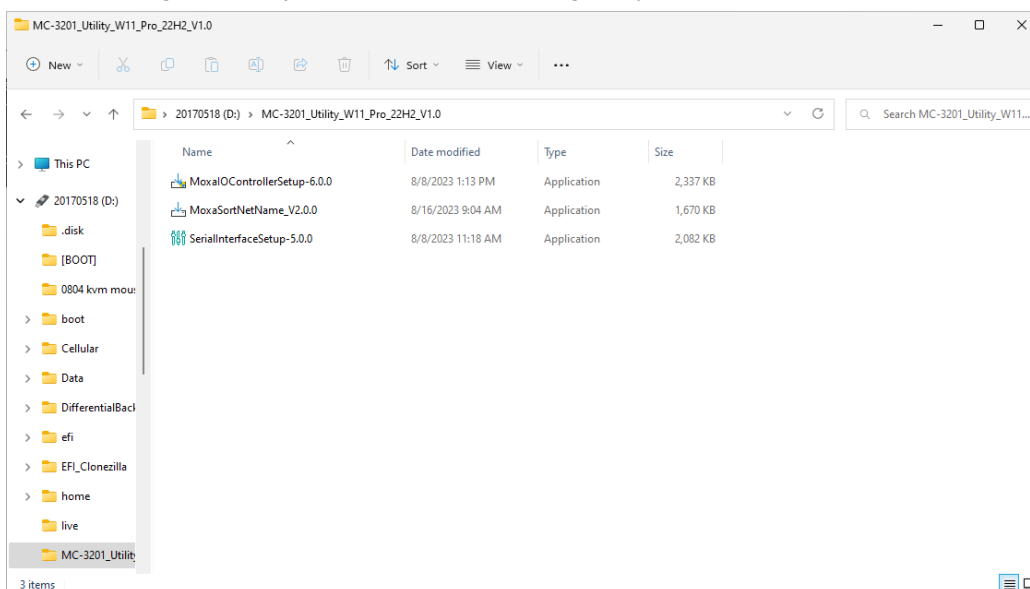 MC-3201_Utility_W11_Pro_22H2_V1.0
New
Sort
View
20170518 (D:) > MC-3201_Utility_W11_Pro_22H2_V1.0
Search MC-3201_Utility_W11...
Name Date modified Type Size
This PC
20170518 (D:)
.disk
[BOOT]
0804 kvm mou
boot
Cellular
Data
DifferentialBack
efi
EFI_Clonezilla
home
live
MC-3201_Utility
MoxaIOControllerSetup-6.0.0 8/8/2023 1:13 PM Application 2,337 KB
MoxaSortNetName_V2.0.0 8/16/2023 9:04 AM Application 1,670 KB
SerialInterfaceSetup-5.0.0 8/8/2023 11:18 AM Application 2,082 KB
3 items